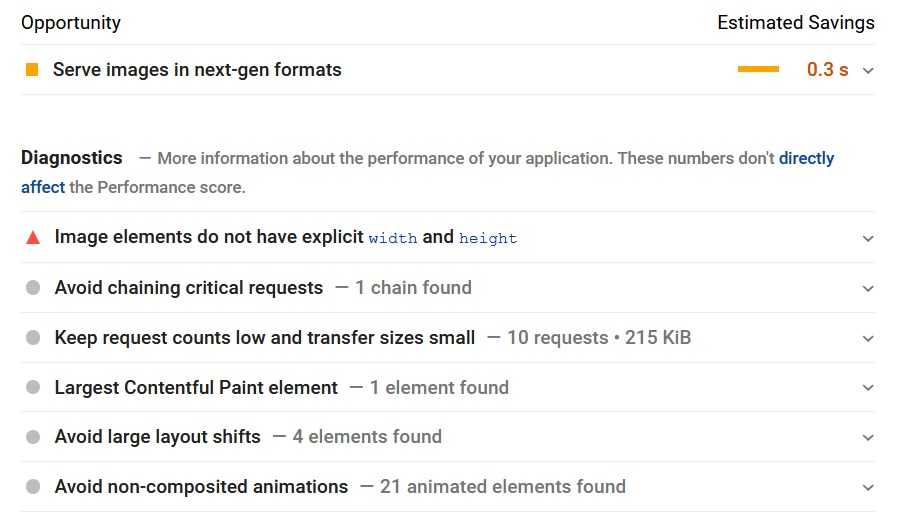 Opportunity Estimated Savings
Serve images in next-gen formats 0.3 s
Diagnostics — More information about the performance of your application. These numbers don't directly
affect the Performance score.
Image elements do not have explicit width and height
Avoid chaining critical requests — 1 chain found
Keep request counts low and transfer sizes small — 10 requests • 215 KiB
Largest Contentful Paint element — 1 element found
Avoid large layout shifts — 4 elements found
Avoid non-composited animations — 21 animated elements found